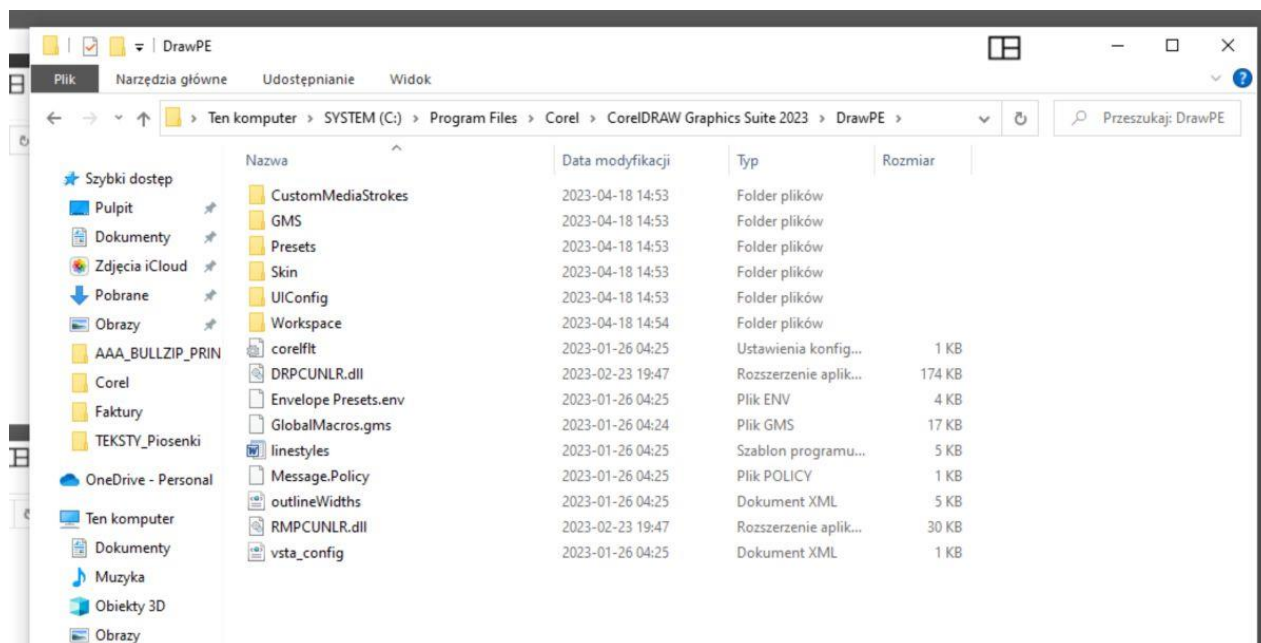 DrawPE
Plik Narzędzia główne Udostępnianie Widok
Ten komputer > SYSTEM (C:) > Program Files > Corel > CorelDRAW Graphics Suite 2023 > DrawPE >
Przeszukaj: DrawPE
Szybki dostęp
Pulpit
Dokumenty
Zdjęcia iCloud
Pobrane
Obrazy
AAA_BULLZIP_PRIN
Corel
Faktury
TEKSTY_Piosenki
OneDrive - Personal
Ten komputer
Dokumenty
Muzyka
Obiekty 3D
Obrazy
Nazwa Data modyfikacji Typ Rozmiar
CustomMediaStrokes 2023-04-18 14:53 Folder plików
GMS 2023-04-18 14:53 Folder plików
Presets 2023-04-18 14:53 Folder plików
Skin 2023-04-18 14:53 Folder plików
UIConfig 2023-04-18 14:53 Folder plików
Workspace 2023-04-18 14:54 Folder plików
corelflt 2023-01-26 04:25 Ustawienia konfig... 1 KB
DRPCUNLR.dll 2023-02-23 19:47 Rozszerzenie aplik... 174 KB
Envelope Presets.env 2023-01-26 04:25 Plik ENV 4 KB
GlobalMacros.gms 2023-01-26 04:24 Plik GMS 17 KB
linestyles 2023-01-26 04:25 Szablon programu... 5 KB
Message.Policy 2023-01-26 04:25 Plik POLICY 1 KB
outlineWidths 2023-01-26 04:25 Dokument XML 5 KB
RMPCUNLR.dll 2023-02-23 19:47 Rozszerzenie aplik... 30 KB
vsta_config 2023-01-26 04:25 Dokument XML 1 KB